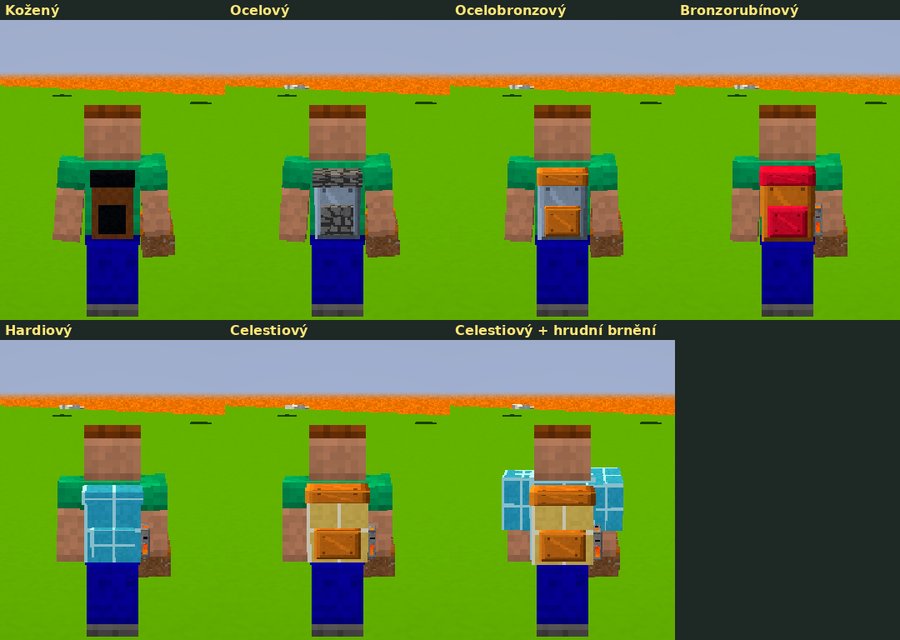 Kožený
Ocelový
Ocelobronzový
Bronzorubínový
Hardiový
Celestiový
Celestiový + hrudní brnění